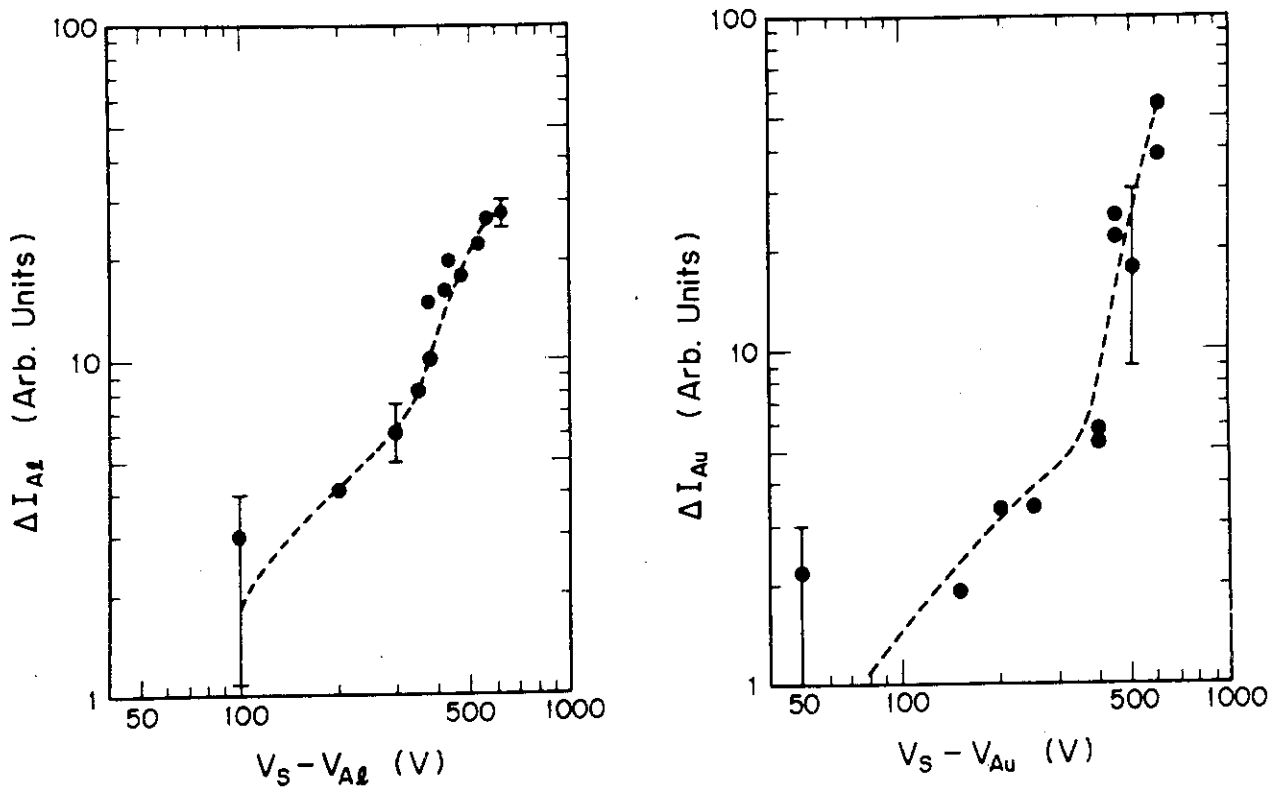 100
10
1
ΔI_Aℓ (Arb. Units)
50 100 500 1000
V_S – V_Aℓ (V)
100
10
1
ΔI_Au (Arb. Units)
50 100 500 1000
V_S – V_Au (V)